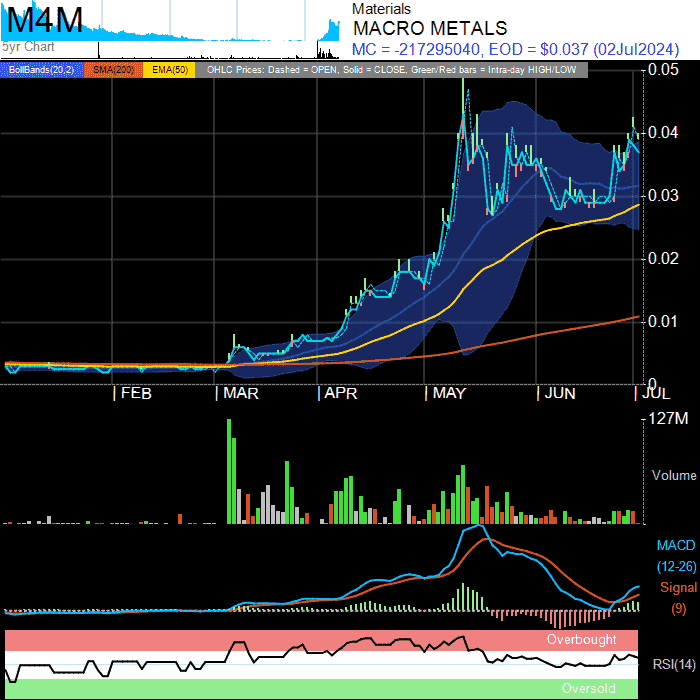 M4M
5yr Chart
Materials
MACRO METALS
MC = -217295040, EOD = $0.037 (02Jul2024)
BollBands(20,2) SMA(200) EMA(50) OHLC Prices: Dashed = OPEN, Solid = CLOSE, Green/Red bars = Intra-day HIGH/LOW
0.05
0.04
0.03
0.02
0.01
0
FEB MAR APR MAY JUN JUL
127M
Volume
MACD
(12-26)
Signal
(9)
Overbought
RSI(14)
Oversold